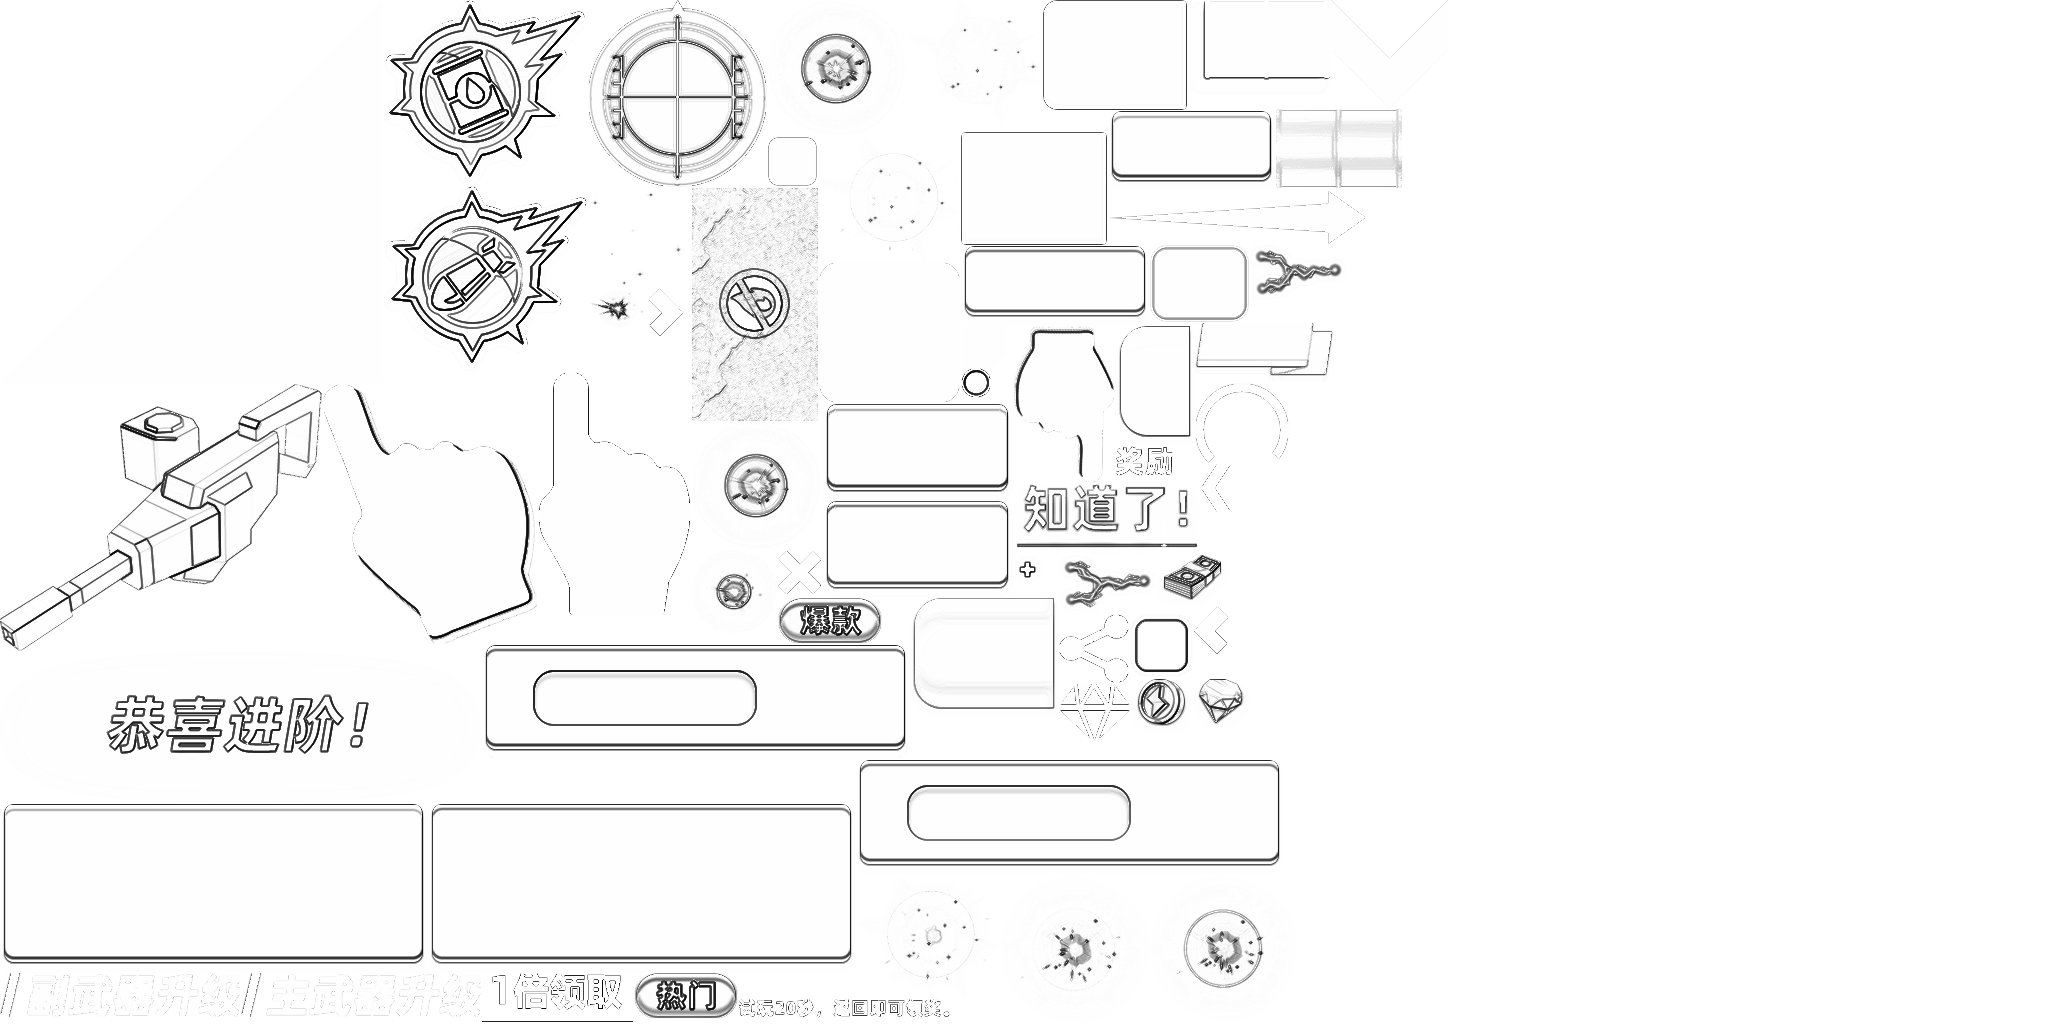 奖励
知道了!
爆款
恭喜进阶!
副武器升级
主武器升级
1倍领取
热门
试玩20秒，返回即可领奖。